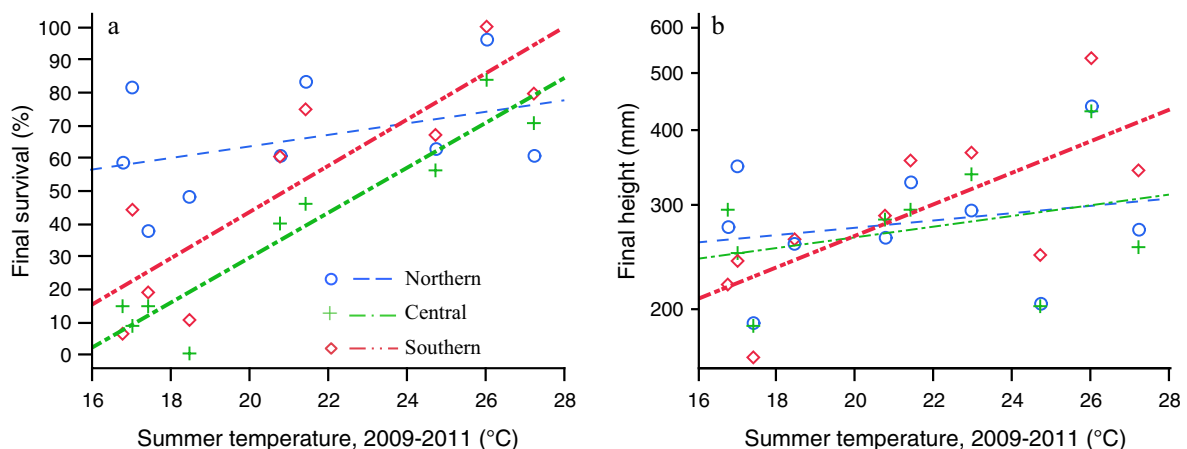 a
Final survival (%)
100
90
80
70
60
50
40
30
20
10
0
Northern
Central
Southern
16 18 20 22 24 26 28
Summer temperature, 2009-2011 (°C)
b
Final height (mm)
600
500
400
300
200
16 18 20 22 24 26 28
Summer temperature, 2009-2011 (°C)